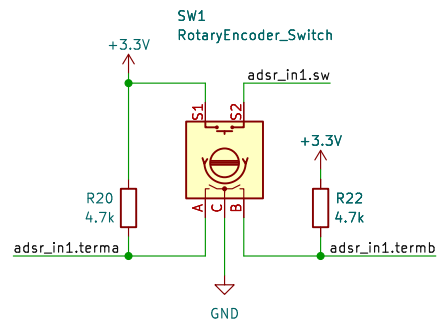 SW1
RotaryEncoder_Switch
+3.3V
adsr_in1.sw
S1
S2
+3.3V
R20
4.7k
R22
4.7k
A
C
B
adsr_in1.terma
adsr_in1.termb
GND